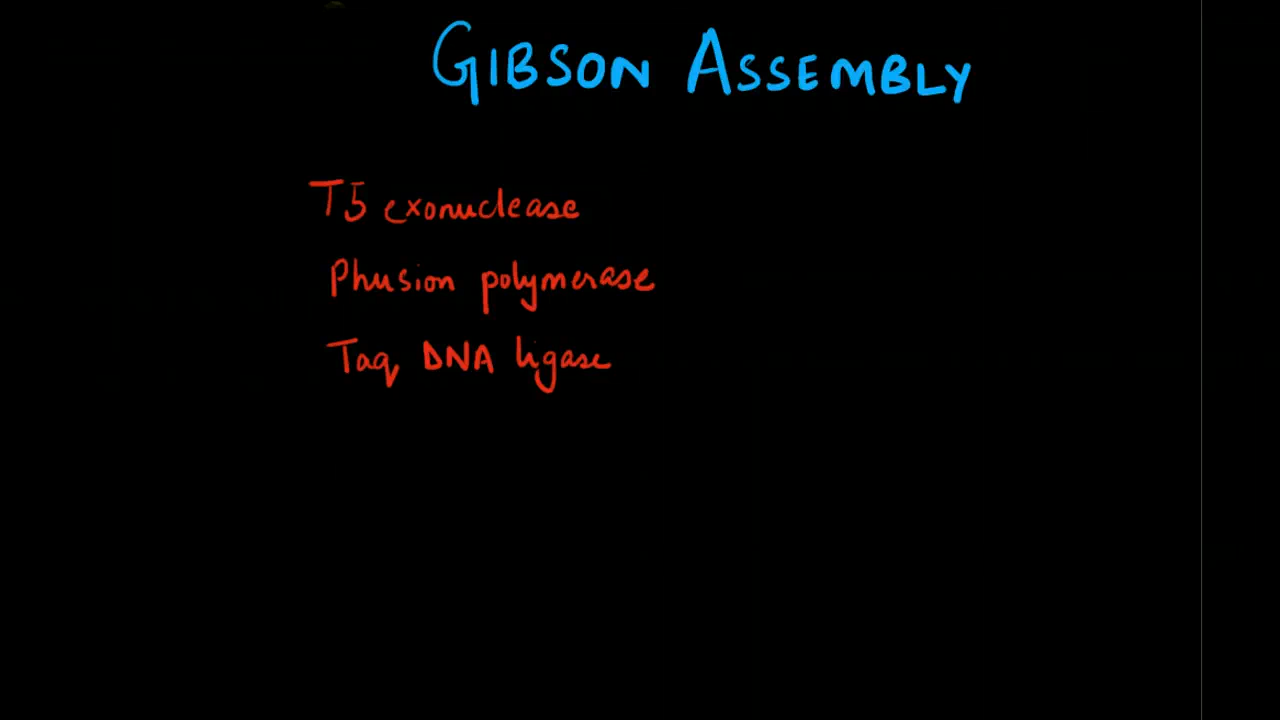 GIBSON ASSEMBLY
T5 exonuclease
Phusion polymerase
Taq DNA ligase